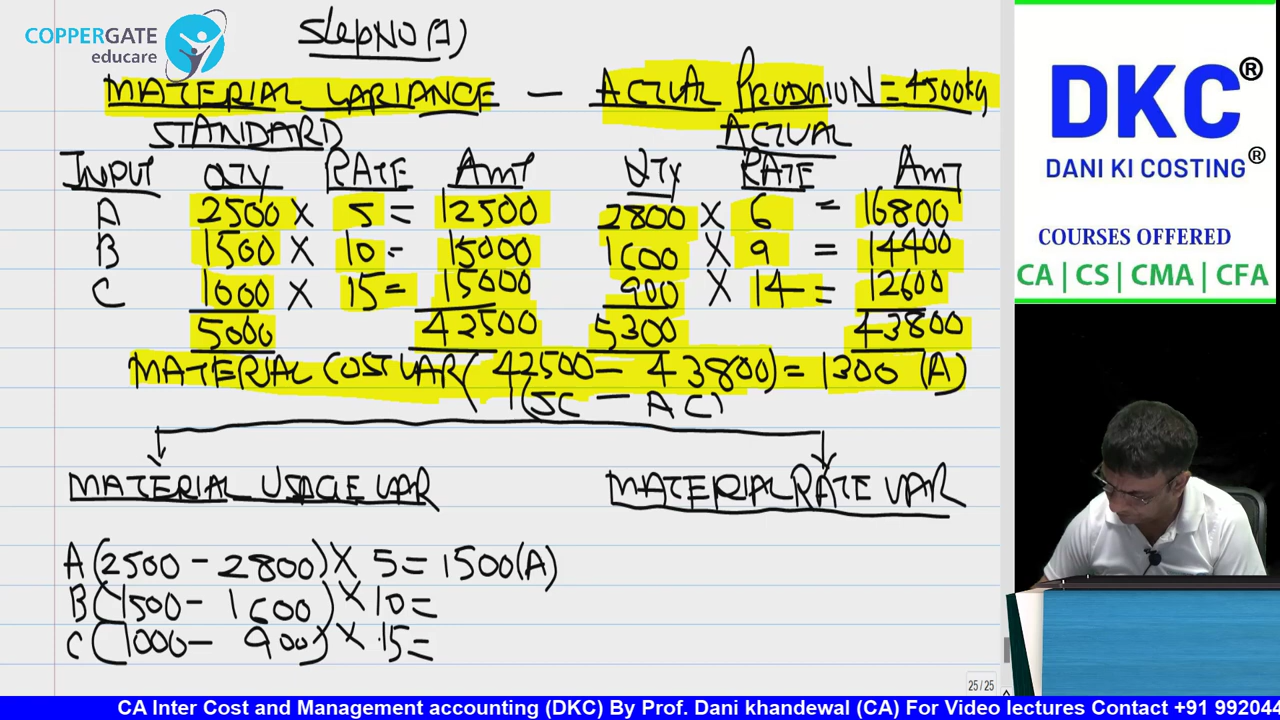 COPPERGATE
educare
Step No (1)
MATERIAL VARIANCE — ACTUAL PRODNION = 4500kg
STANDARD ACTUAL
INPUT QTY RATE AMT QTY RATE AMT
A 2500 X 5 = 12500 2800 X 6 = 16800
B 1500 X 10 = 15000 1600 X 9 = 14400
C 1000 X 15 = 15000 900 X 14 = 12600
5000 42500 5300 43800
MATERIAL COST VAR (42500 — 43800) = 1300 (A)
(SC — AC)
MATERIAL USAGE VAR MATERIAL RATE VAR
A (2500 - 2800) X 5 = 1500 (A)
B (1500 - 1600) X 10 =
C (1000 - 900) X 15 =
25 / 25
DKC®
DANI KI COSTING®
COURSES OFFERED
CA | CS | CMA | CFA
CA Inter Cost and Management accounting (DKC) By Prof. Dani khandewal (CA) For Video lectures Contact +91 992044